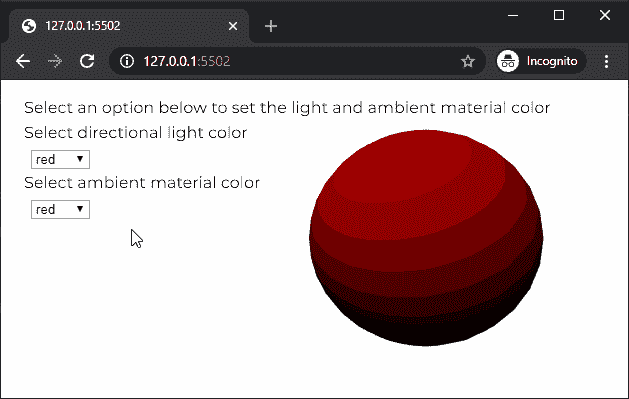 127.0.0.1:5502
127.0.0.1:5502
Incognito
Select an option below to set the light and ambient material color
Select directional light color
red
Select ambient material color
red